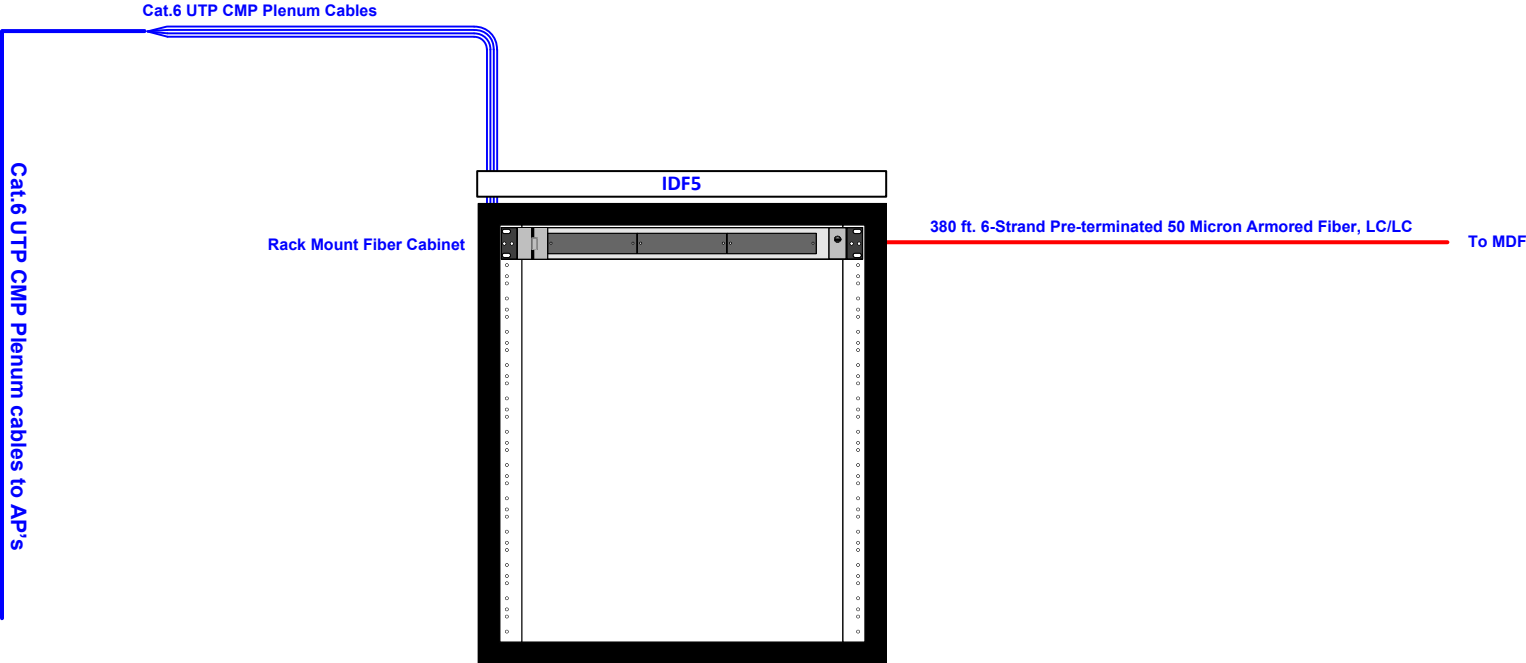 Cat.6 UTP CMP Plenum Cables
IDF5
380 ft. 6-Strand Pre-terminated 50 Micron Armored Fiber, LC/LC
Rack Mount Fiber Cabinet
To MDF
Cat.6 UTP CMP Plenum cables to AP's